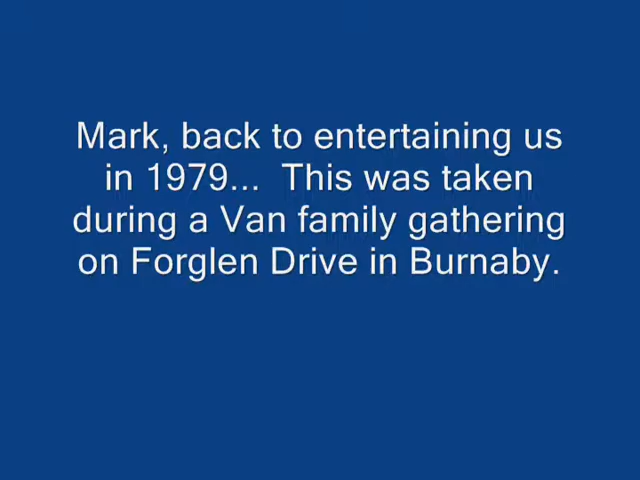 Mark, back to entertaining us
in 1979...  This was taken
during a Van family gathering
on Forglen Drive in Burnaby.